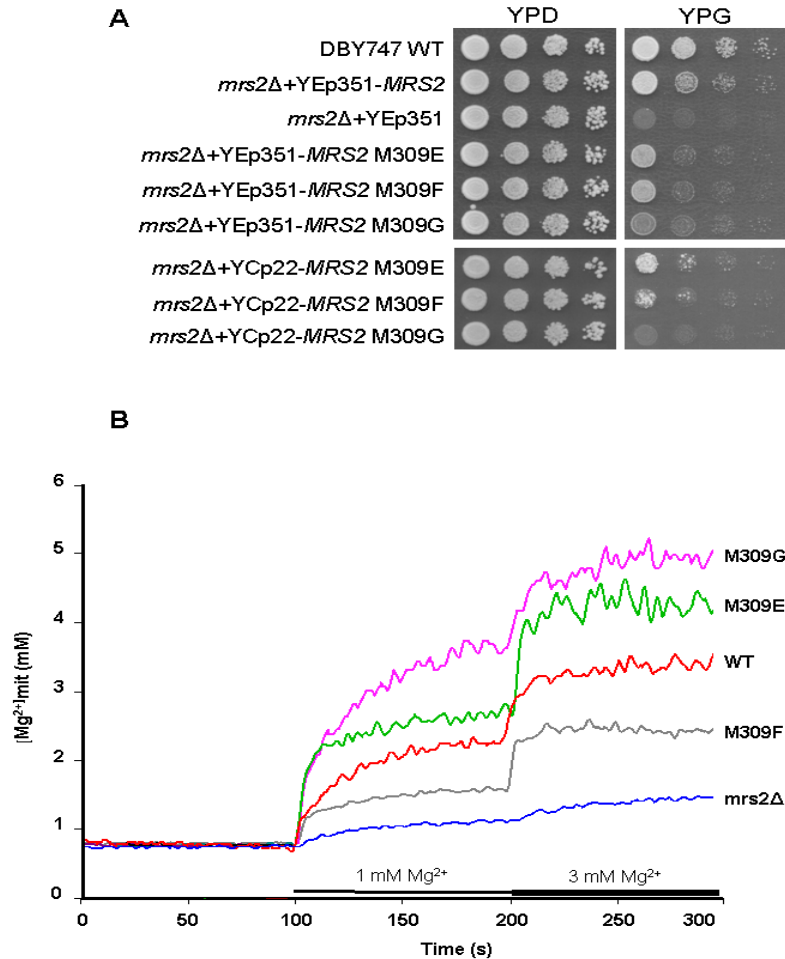 A
YPD YPG
DBY747 WT
mrs2Δ+YEp351-MRS2
mrs2Δ+YEp351
mrs2Δ+YEp351-MRS2 M309E
mrs2Δ+YEp351-MRS2 M309F
mrs2Δ+YEp351-MRS2 M309G
mrs2Δ+YCp22-MRS2 M309E
mrs2Δ+YCp22-MRS2 M309F
mrs2Δ+YCp22-MRS2 M309G
B
[Mg²⁺]mit (mM)
6
5
4
3
2
1
0
M309G
M309E
WT
M309F
mrs2Δ
1 mM Mg²⁺ 3 mM Mg²⁺
0 50 100 150 200 250 300
Time (s)